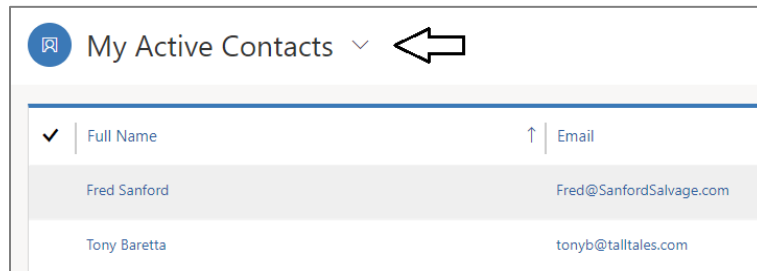 My Active Contacts
Full Name Email
Fred Sanford Fred@SanfordSalvage.com
Tony Baretta tonyb@talltales.com